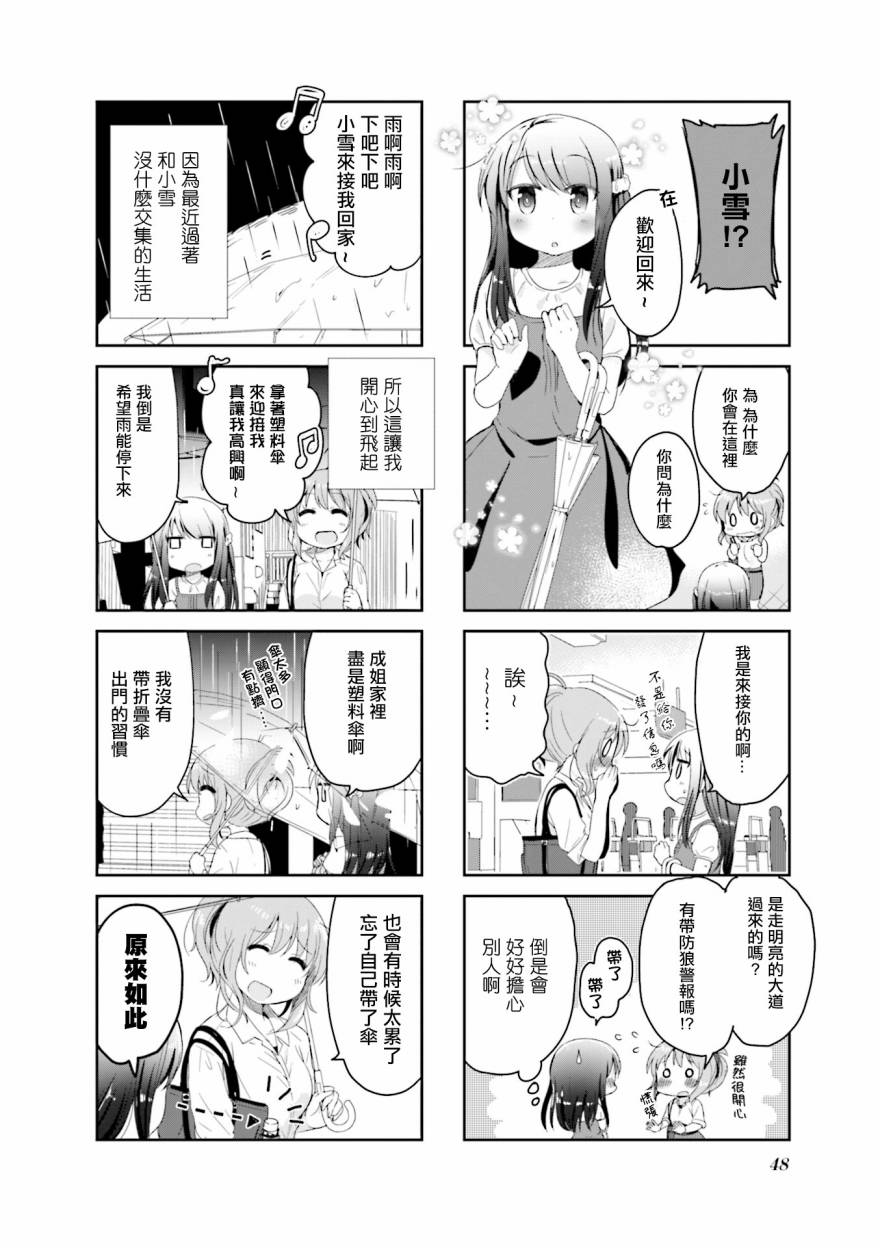 小雪!?
在
歡迎回來~
為為什麼
你會在這裡
你問為什麼
我是來接你的啊…
不是給你
發了信息嗎
誒~
~~~……
是走明亮的大道
過來的嗎?
有帶防狼警報嗎!?
帶了
帶了
倒是會
好好擔心
別人啊
雖然很開心
慌張
雨啊雨啊
下吧下吧
小雪來接我回家~
因為最近過著
和小雪
沒什麼交集的生活
所以這讓我
開心到飛起
拿著塑料傘
來迎掊我
真讓我高興啊~
我倒是
希望雨能停下來
成姐家裡
盡是塑料傘啊
傘太多
顯得門口
有點擠……
我沒有
帶折疊傘
出門的習慣
也會有時候太累了
忘了自己帶了傘
原來如此
48